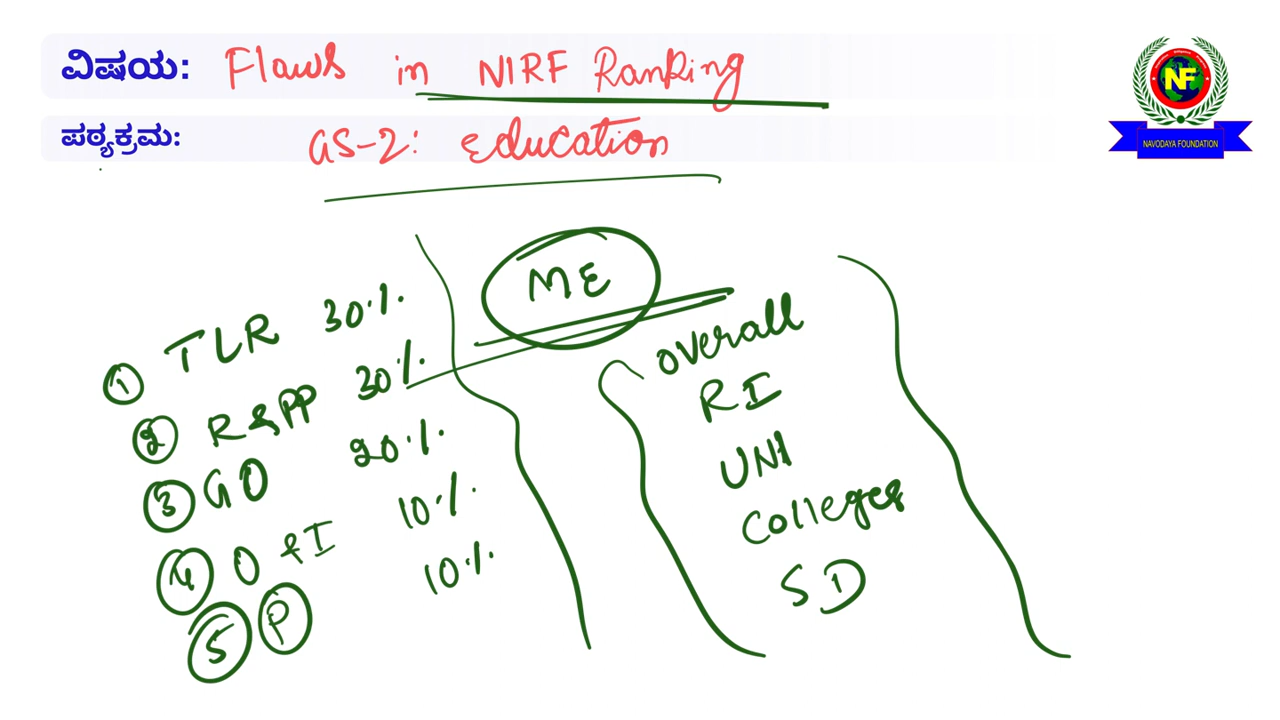 ವಿಷಯ: Flaws in NIRF Ranking
ಪಠ್ಯಕ್ರಮ: GS-2: Education
NF
NAVODAYA FOUNDATION
ME
1 TLR 30%
2 R&PP 30%
3 GO 20%
4 O & I 10%
5 P 10%
Overall
RI
UNI
Colleges
SD